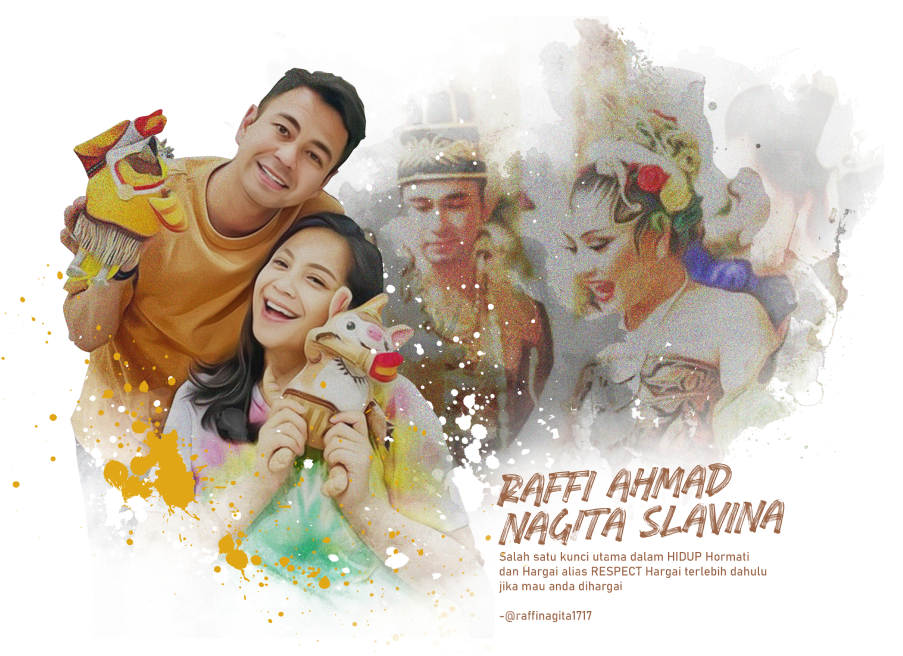 RAFFI AHMAD
NAGITA SLAVINA
Salah satu kunci utama dalam HIDUP Hormati
dan Hargai alias RESPECT Hargai terlebih dahulu
jika mau anda dihargai
-@raffinagita1717